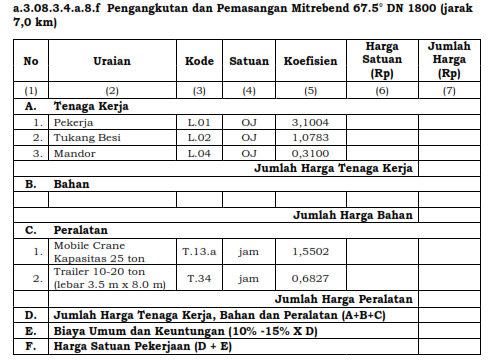 a.3.08.3.4.a.8.f Pengangkutan dan Pemasangan Mitrebend 67.5° DN 1800 (jarak
7,0 km)
No Uraian Kode Satuan Koefisien Harga Satuan (Rp) Jumlah Harga (Rp)
(1) (2) (3) (4) (5) (6) (7)
A. Tenaga Kerja
1. Pekerja L.01 OJ 3,1004
2. Tukang Besi L.02 OJ 1,0783
3. Mandor L.04 OJ 0,3100
Jumlah Harga Tenaga Kerja
B. Bahan
Jumlah Harga Bahan
C. Peralatan
1. Mobile Crane Kapasitas 25 ton T.13.a jam 1,5502
2. Trailer 10-20 ton (lebar 3.5 m x 8.0 m) T.34 jam 0,6827
Jumlah Harga Peralatan
D. Jumlah Harga Tenaga Kerja, Bahan dan Peralatan (A+B+C)
E. Biaya Umum dan Keuntungan (10% -15% X D)
F. Harga Satuan Pekerjaan (D + E)